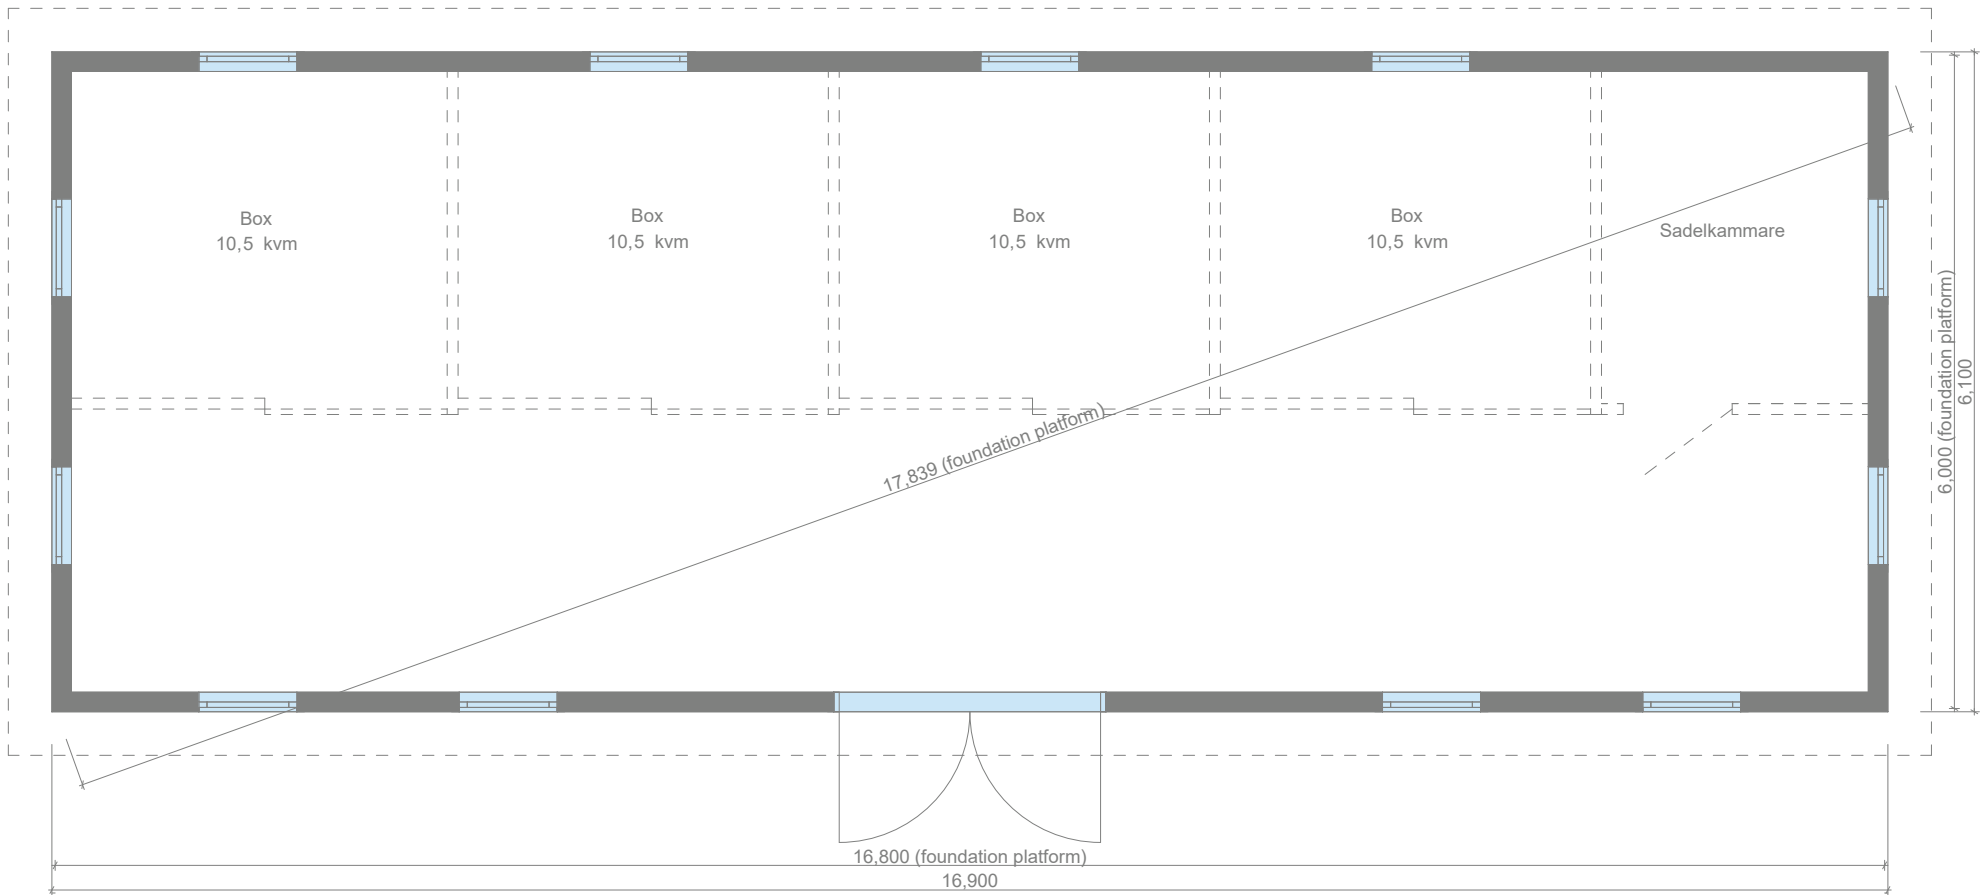 Box
10,5 kvm
Box
10,5 kvm
Box
10,5 kvm
Box
10,5 kvm
Sadelkammare
17,839 (foundation platform)
6,000 (foundation platform)
6,100
16,800 (foundation platform)
16,900